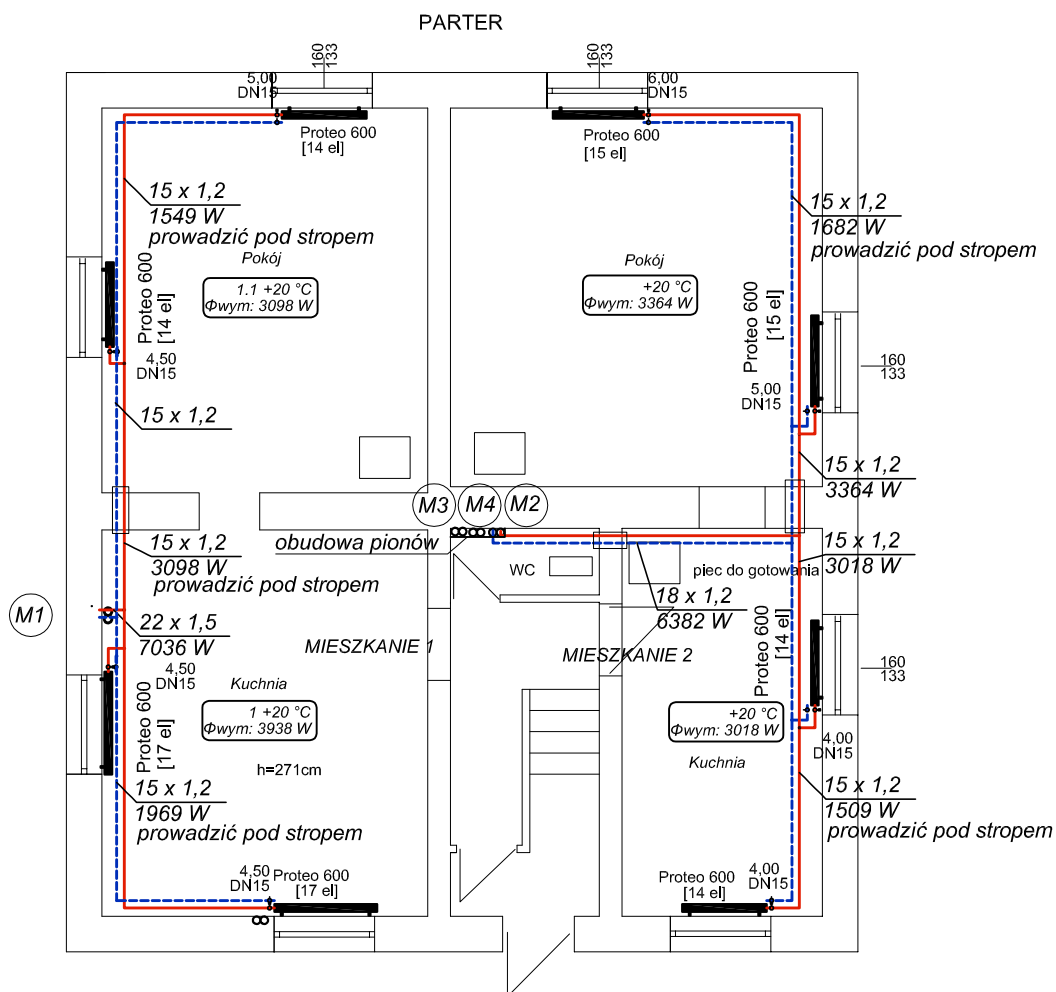 PARTER
160
133
160
133
5,00
DN15
6,00
DN15
Proteo 600
[14 el]
Proteo 600
[15 el]
15 x 1,2
1549 W
prowadzić pod stropem
15 x 1,2
1682 W
prowadzić pod stropem
Pokój
1.1 +20 °C
Φwym: 3098 W
Pokój
+20 °C
Φwym: 3364 W
Proteo 600
[14 el]
4,50
DN15
Proteo 600
[15 el]
160
133
5,00
DN15
15 x 1,2
15 x 1,2
3364 W
M3
M4
M2
obudowa pionów
15 x 1,2
3098 W
prowadzić pod stropem
WC
piec do gotowania
15 x 1,2
3018 W
18 x 1,2
6382 W
M1
22 x 1,5
7036 W
MIESZKANIE 1
MIESZKANIE 2
Proteo 600
[14 el]
160
133
4,50
DN15
Kuchnia
1 +20 °C
Φwym: 3938 W
+20 °C
Φwym: 3018 W
Proteo 600
[17 el]
4,00
DN15
h=271cm
Kuchnia
15 x 1,2
1969 W
prowadzić pod stropem
15 x 1,2
1509 W
prowadzić pod stropem
4,50
DN15
Proteo 600
[17 el]
Proteo 600
[14 el]
4,00
DN15